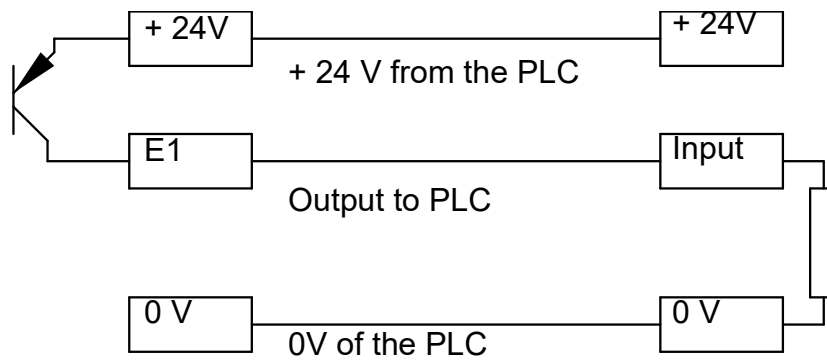 + 24V
+ 24V
+ 24 V from the PLC
E1
Input
Output to PLC
0 V
0 V
0V of the PLC